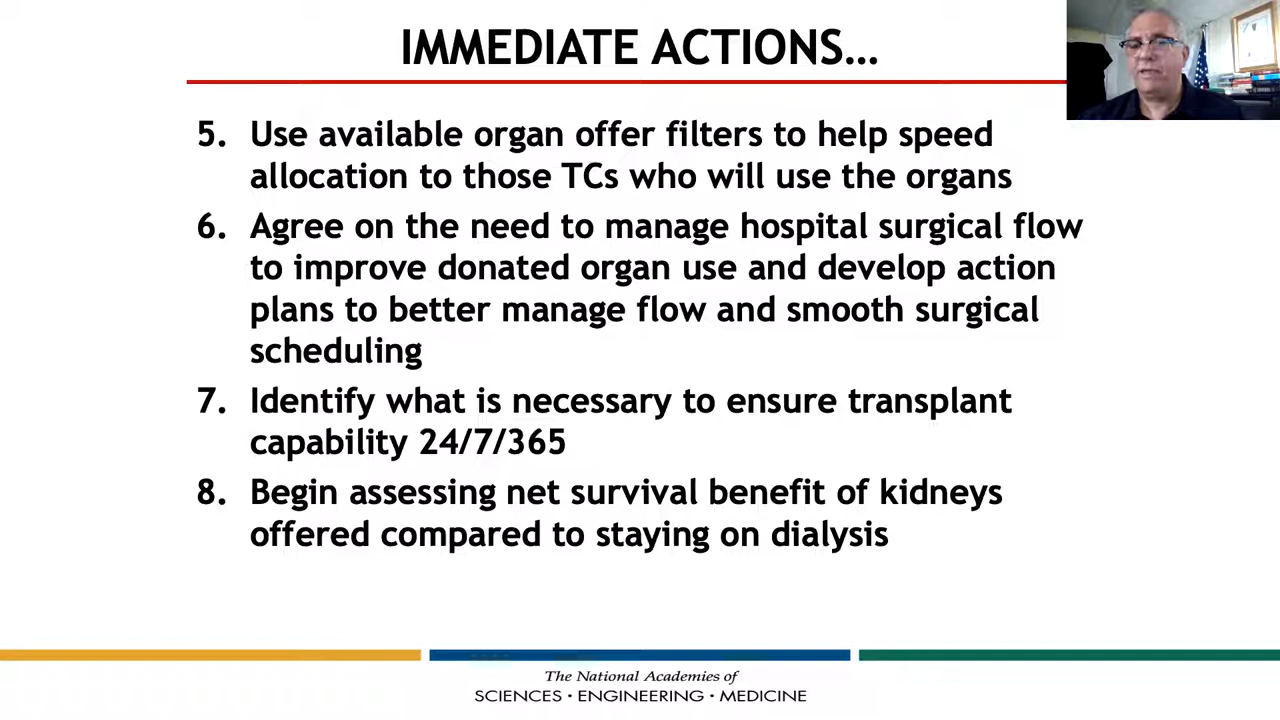 IMMEDIATE ACTIONS…
5. Use available organ offer filters to help speed
allocation to those TCs who will use the organs
6. Agree on the need to manage hospital surgical flow
to improve donated organ use and develop action
plans to better manage flow and smooth surgical
scheduling
7. Identify what is necessary to ensure transplant
capability 24/7/365
8. Begin assessing net survival benefit of kidneys
offered compared to staying on dialysis
The National Academies of
SCIENCES · ENGINEERING · MEDICINE